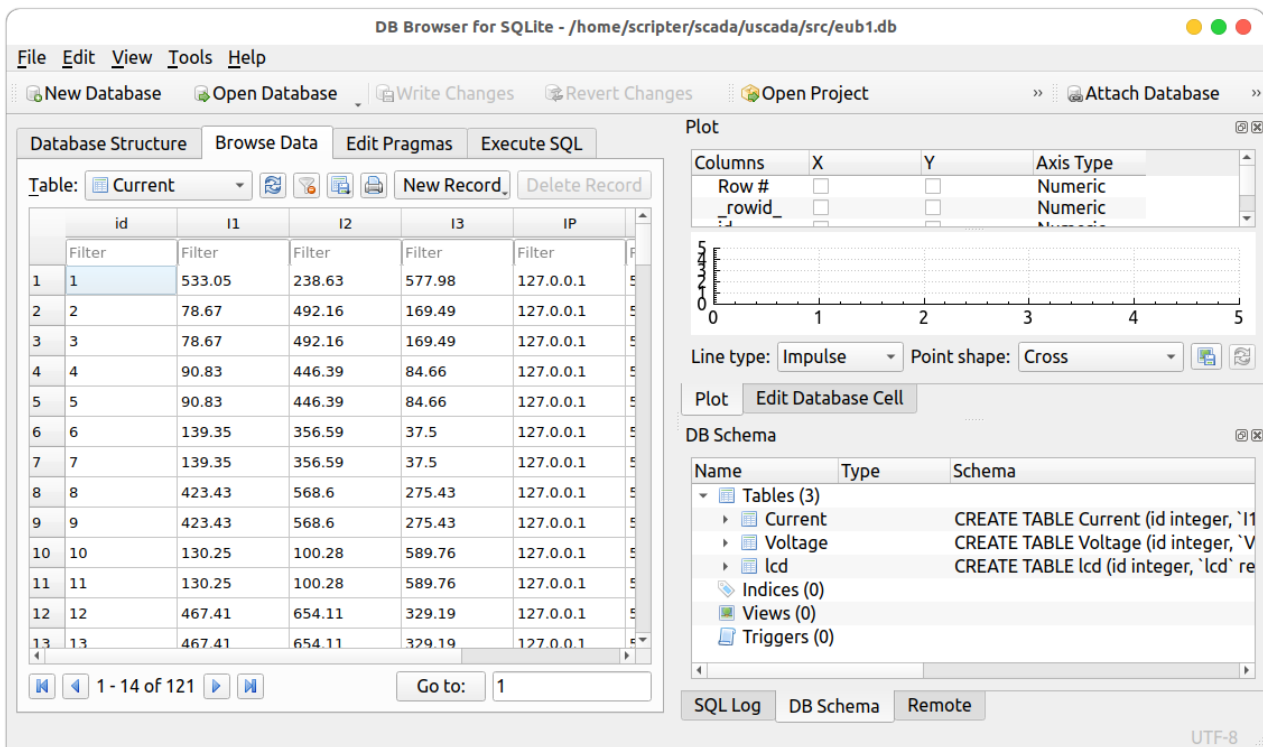 DB Browser for SQLite - /home/scripter/scada/uscada/src/eub1.db
File Edit View Tools Help
New Database Open Database Write Changes Revert Changes Open Project » Attach Database »
Database Structure Browse Data Edit Pragmas Execute SQL
Table: Current New Record Delete Record
id I1 I2 I3 IP
Filter Filter Filter Filter Filter
1 1 533.05 238.63 577.98 127.0.0.1 5
2 2 78.67 492.16 169.49 127.0.0.1 5
3 3 78.67 492.16 169.49 127.0.0.1 5
4 4 90.83 446.39 84.66 127.0.0.1 5
5 5 90.83 446.39 84.66 127.0.0.1 5
6 6 139.35 356.59 37.5 127.0.0.1 5
7 7 139.35 356.59 37.5 127.0.0.1 5
8 8 423.43 568.6 275.43 127.0.0.1 5
9 9 423.43 568.6 275.43 127.0.0.1 5
10 10 130.25 100.28 589.76 127.0.0.1 5
11 11 130.25 100.28 589.76 127.0.0.1 5
12 12 467.41 654.11 329.19 127.0.0.1 5
13 13 467.41 654.11 329.19 127.0.0.1 5
1 - 14 of 121 Go to: 1
Plot
Columns X Y Axis Type
Row # Numeric
_rowid_ Numeric
id Numeric
5
4
3
2
1
0
0 1 2 3 4 5
Line type: Impulse Point shape: Cross
Plot Edit Database Cell
DB Schema
Name Type Schema
Tables (3)
Current CREATE TABLE Current (id integer, `I1
Voltage CREATE TABLE Voltage (id integer, `V
lcd CREATE TABLE lcd (id integer, `lcd` re
Indices (0)
Views (0)
Triggers (0)
SQL Log DB Schema Remote
UTF-8